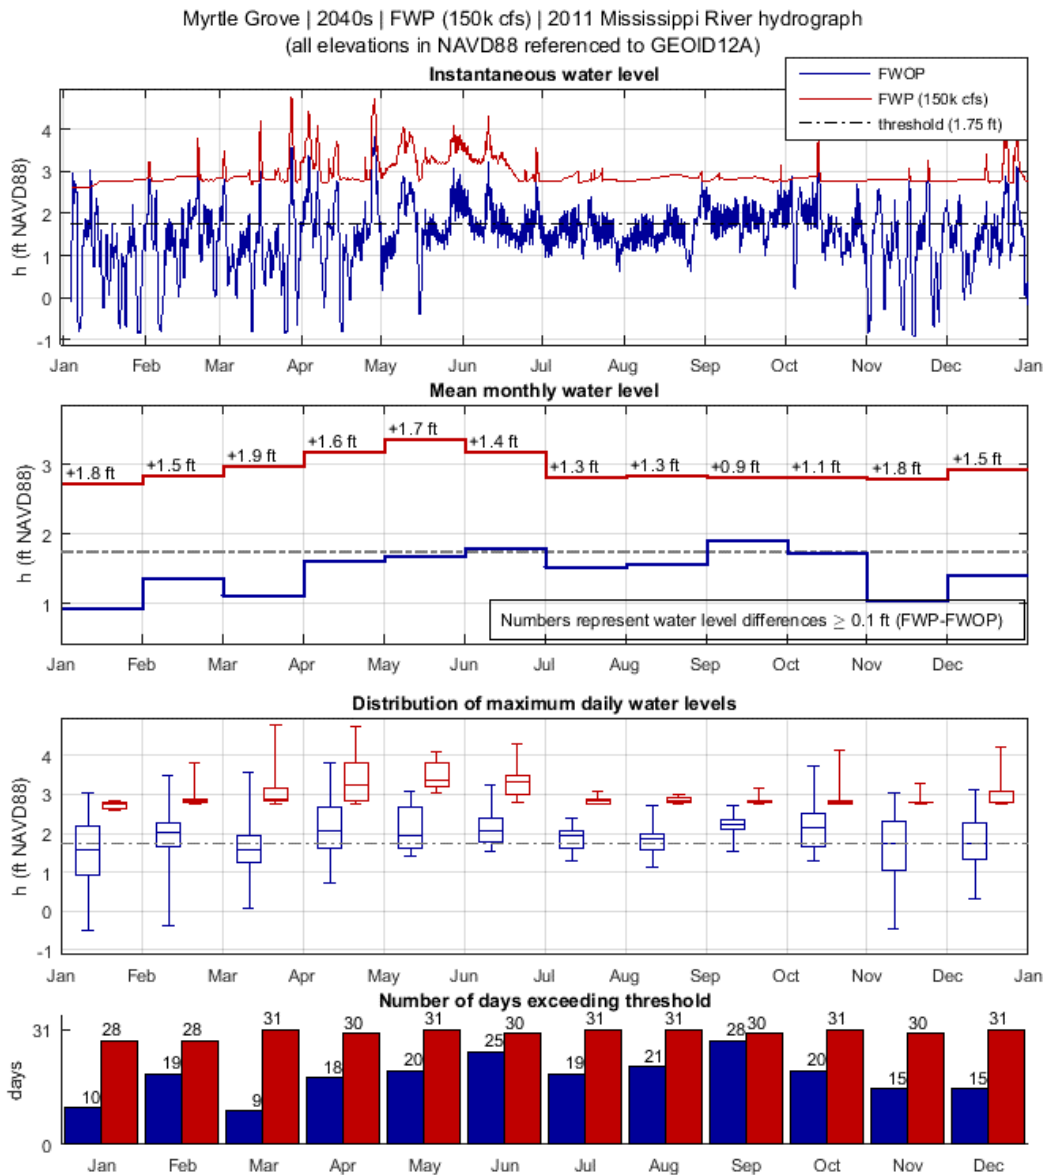 Myrtle Grove | 2040s | FWP (150k cfs) | 2011 Mississippi River hydrograph
(all elevations in NAVD88 referenced to GEOID12A)
Instantaneous water level
FWOP
FWP (150k cfs)
threshold (1.75 ft)
h (ft NAVD88)
4
3
2
1
0
-1
Jan Feb Mar Apr May Jun Jul Aug Sep Oct Nov Dec Jan
Mean monthly water level
+1.8 ft +1.5 ft +1.9 ft +1.6 ft +1.7 ft +1.4 ft +1.3 ft +1.3 ft +0.9 ft +1.1 ft +1.8 ft +1.5 ft
h (ft NAVD88)
3
2
1
Numbers represent water level differences ≥ 0.1 ft (FWP-FWOP)
Jan Feb Mar Apr May Jun Jul Aug Sep Oct Nov Dec
Distribution of maximum daily water levels
h (ft NAVD88)
4
3
2
1
0
-1
Jan Feb Mar Apr May Jun Jul Aug Sep Oct Nov Dec Jan
Number of days exceeding threshold
days
31
0
10 28 19 28 9 31 18 30 20 31 25 30 19 31 21 31 28 30 20 31 15 30 15 31
Jan Feb Mar Apr May Jun Jul Aug Sep Oct Nov Dec